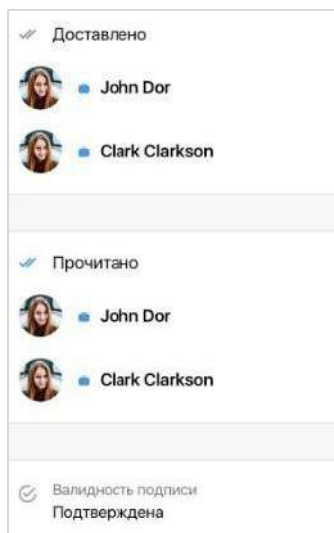 Доставлено
John Dor
Clark Clarkson
Прочитано
John Dor
Clark Clarkson
Валидность подписи
Подтверждена